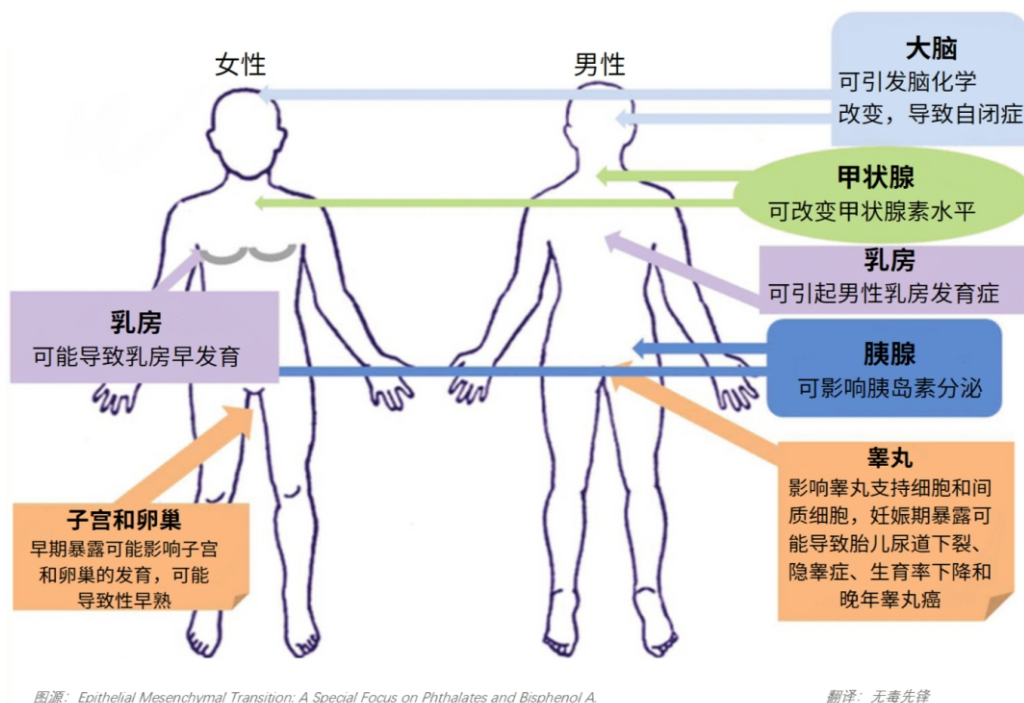 女性
男性
大脑
可引发脑化学
改变，导致自闭症
甲状腺
可改变甲状腺素水平
乳房
可引起男性乳房发育症
乳房
可能导致乳房早发育
胰腺
可影响胰岛素分泌
子宫和卵巢
早期暴露可能影响子宫
和卵巢的发育，可能
导致性早熟
睾丸
影响睾丸支持细胞和间
质细胞，妊娠期暴露可
能导致胎儿尿道下裂、
隐睾症、生育率下降和
晚年睾丸癌
图源：Epithelial Mesenchymal Transition: A Special Focus on Phthalates and Bisphenol A.
翻译：无毒先锋